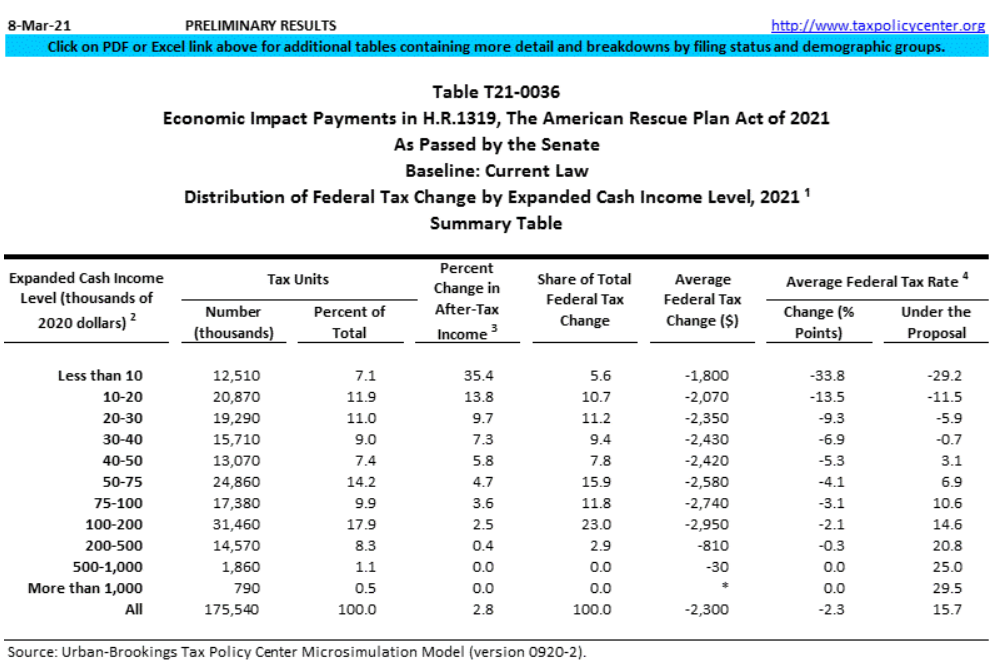 8-Mar-21 PRELIMINARY RESULTS http://www.taxpolicycenter.org
Click on PDF or Excel link above for additional tables containing more detail and breakdowns by filing status and demographic groups.
Table T21-0036
Economic Impact Payments in H.R.1319, The American Rescue Plan Act of 2021
As Passed by the Senate
Baseline: Current Law
Distribution of Federal Tax Change by Expanded Cash Income Level, 2021 ¹
Summary Table
Expanded Cash Income Level (thousands of 2020 dollars) ² Tax Units Percent Change in After-Tax Income ³ Share of Total Federal Tax Change Average Federal Tax Change ($) Average Federal Tax Rate ⁴
Number (thousands) Percent of Total Change (% Points) Under the Proposal
Less than 10 12,510 7.1 35.4 5.6 -1,800 -33.8 -29.2
10-20 20,870 11.9 13.8 10.7 -2,070 -13.5 -11.5
20-30 19,290 11.0 9.7 11.2 -2,350 -9.3 -5.9
30-40 15,710 9.0 7.3 9.4 -2,430 -6.9 -0.7
40-50 13,070 7.4 5.8 7.8 -2,420 -5.3 3.1
50-75 24,860 14.2 4.7 15.9 -2,580 -4.1 6.9
75-100 17,380 9.9 3.6 11.8 -2,740 -3.1 10.6
100-200 31,460 17.9 2.5 23.0 -2,950 -2.1 14.6
200-500 14,570 8.3 0.4 2.9 -810 -0.3 20.8
500-1,000 1,860 1.1 0.0 0.0 -30 0.0 25.0
More than 1,000 790 0.5 0.0 0.0 * 0.0 29.5
All 175,540 100.0 2.8 100.0 -2,300 -2.3 15.7
Source: Urban-Brookings Tax Policy Center Microsimulation Model (version 0920-2).